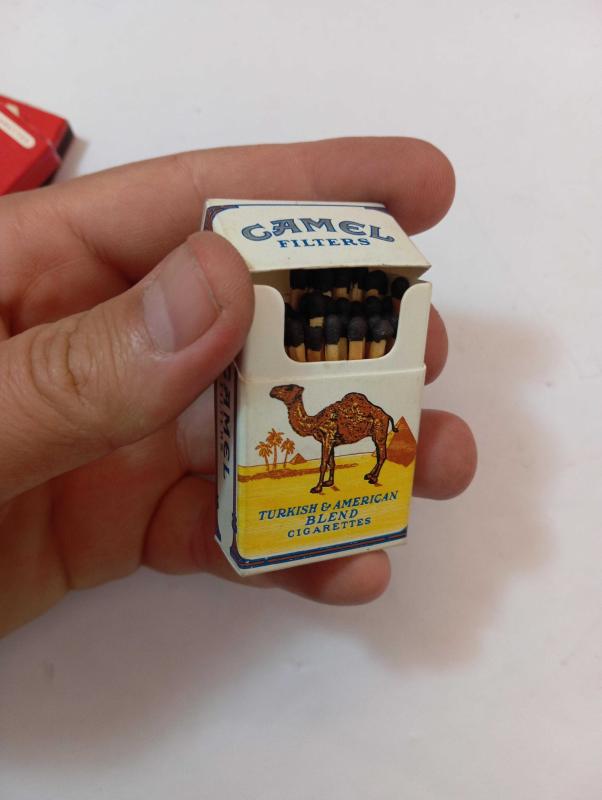 CAMEL
FILTERS
CAMEL
TURKISH & AMERICAN
BLEND
CIGARETTES